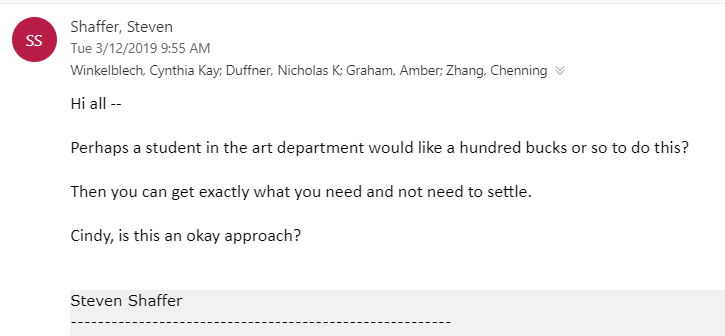 SS
Shaffer, Steven
Tue 3/12/2019 9:55 AM
Winkelblech, Cynthia Kay; Duffner, Nicholas K; Graham, Amber; Zhang, Chenning
Hi all --
Perhaps a student in the art department would like a hundred bucks or so to do this?
Then you can get exactly what you need and not need to settle.
Cindy, is this an okay approach?
Steven Shaffer
--------------------------------------------------------